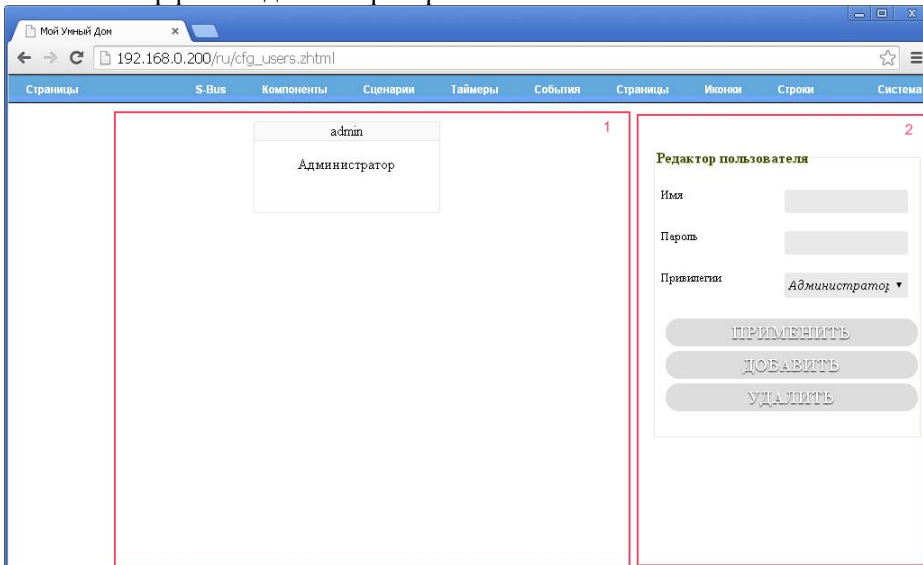 Мой Умный Дом
192.168.0.200/ru/cfg_users.zhtml
Страницы S-Bus Компоненты Сценарии Таймеры События Страницы Иконки Строки Система
1
2
admin
Администратор
Редактор пользователя
Имя
Пароль
Привилегии
Администратор
ПРИМЕНИТЬ
ДОБАВИТЬ
УДАЛИТЬ